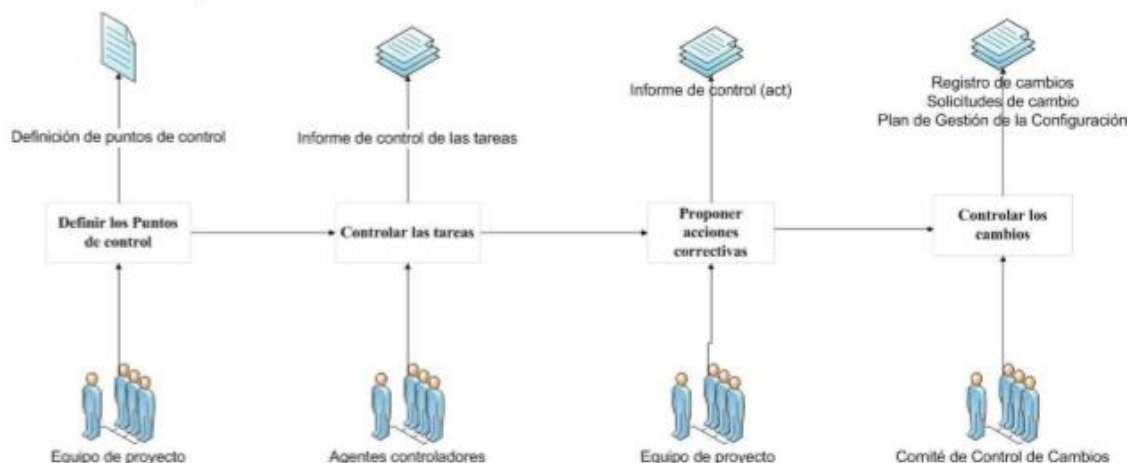 Definición de puntos de control
Informe de control de las tareas
Informe de control (act)
Registro de cambios
Solicitudes de cambio
Plan de Gestión de la Configuración
Definir los Puntos
de control
Controlar las tareas
Proponer
acciones
correctivas
Controlar los
cambios
Equipo de proyecto
Agentes controladores
Equipo de proyecto
Comité de Control de Cambios